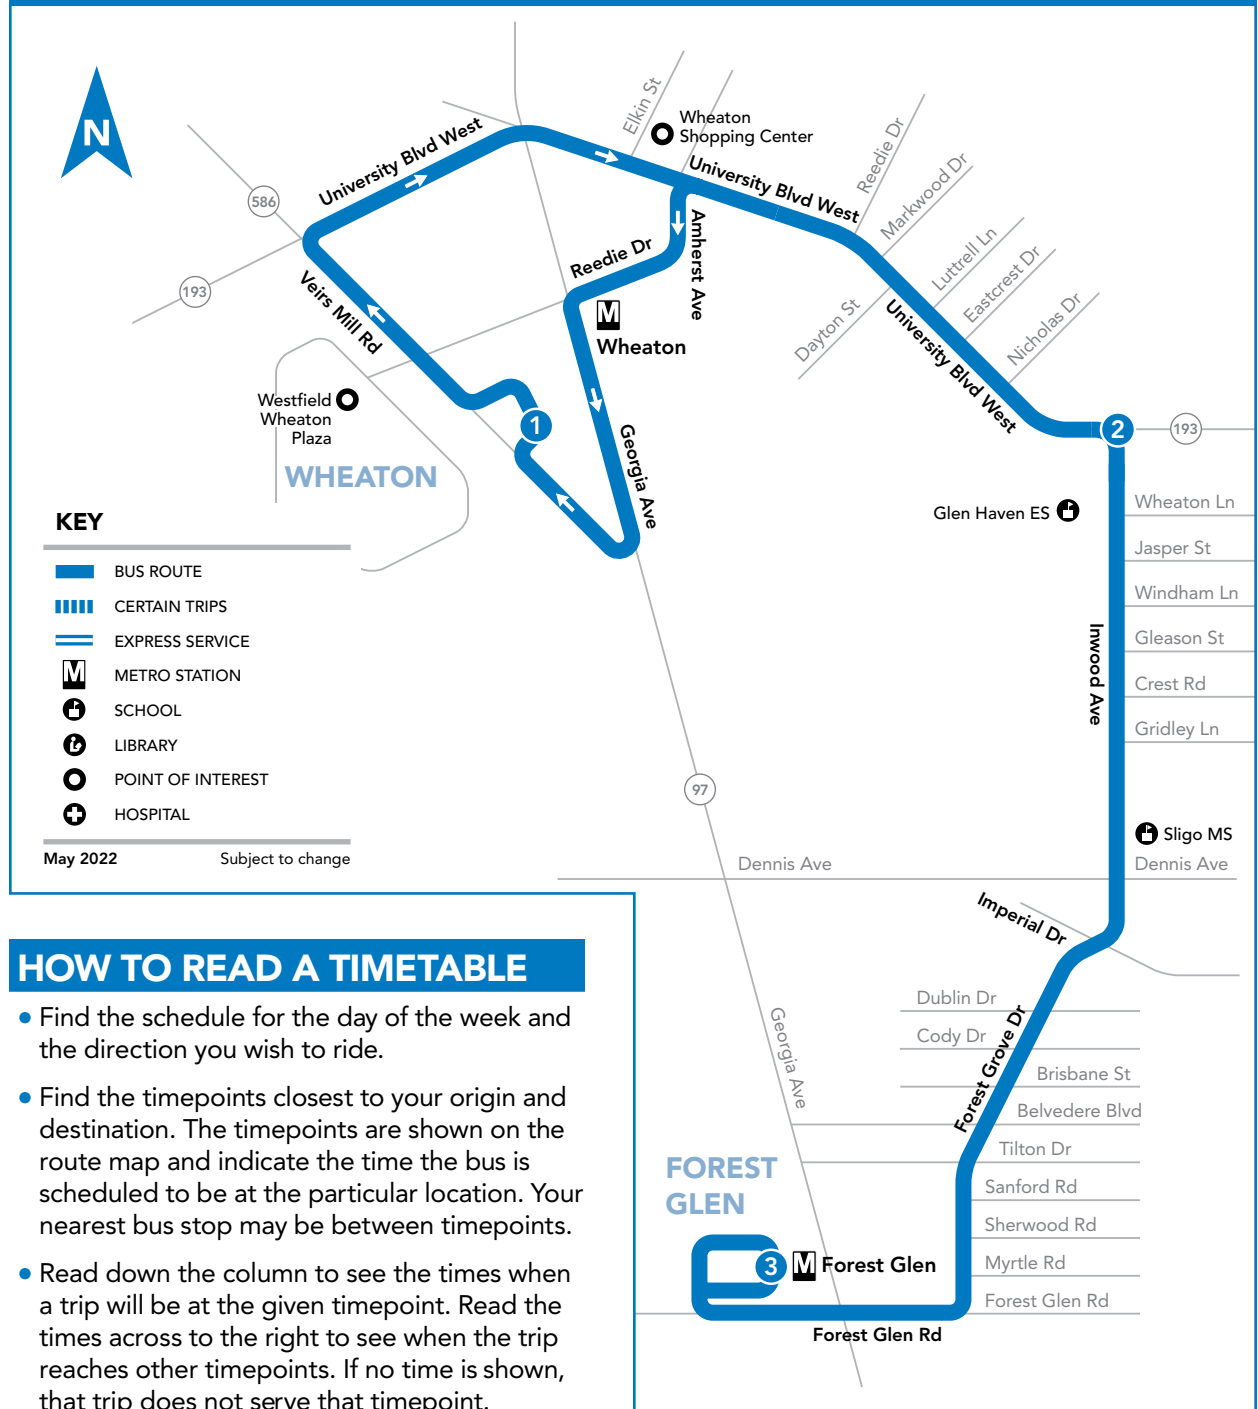 N
Elkin St
Wheaton
Shopping Center
University Blvd West
University Blvd West
Reedie Dr
Markwood Dr
586
Amherst Ave
Reedie Dr
Luttrell Ln
Eastcrest Dr
193
Veirs Mill Rd
M
Wheaton
Dayton St
University Blvd West
Nicholas Dr
Westfield
Wheaton
Plaza
1
2
193
Georgia Ave
WHEATON
Glen Haven ES
Wheaton Ln
Jasper St
Windham Ln
Gleason St
Inwood Ave
Crest Rd
Gridley Ln
KEY
BUS ROUTE
CERTAIN TRIPS
EXPRESS SERVICE
M METRO STATION
SCHOOL
LIBRARY
POINT OF INTEREST
HOSPITAL
May 2022 Subject to change
97
Sligo MS
Dennis Ave
Dennis Ave
Imperial Dr
Dublin Dr
Georgia Ave
Cody Dr
Forest Grove Dr
Brisbane St
Belvedere Blvd
Tilton Dr
FOREST
GLEN
Sanford Rd
Sherwood Rd
3
M
Forest Glen
Myrtle Rd
Forest Glen Rd
Forest Glen Rd
HOW TO READ A TIMETABLE
• Find the schedule for the day of the week and
the direction you wish to ride.
• Find the timepoints closest to your origin and
destination. The timepoints are shown on the
route map and indicate the time the bus is
scheduled to be at the particular location. Your
nearest bus stop may be between timepoints.
• Read down the column to see the times when
a trip will be at the given timepoint. Read the
times across to the right to see when the trip
reaches other timepoints. If no time is shown,
that trip does not serve that timepoint.